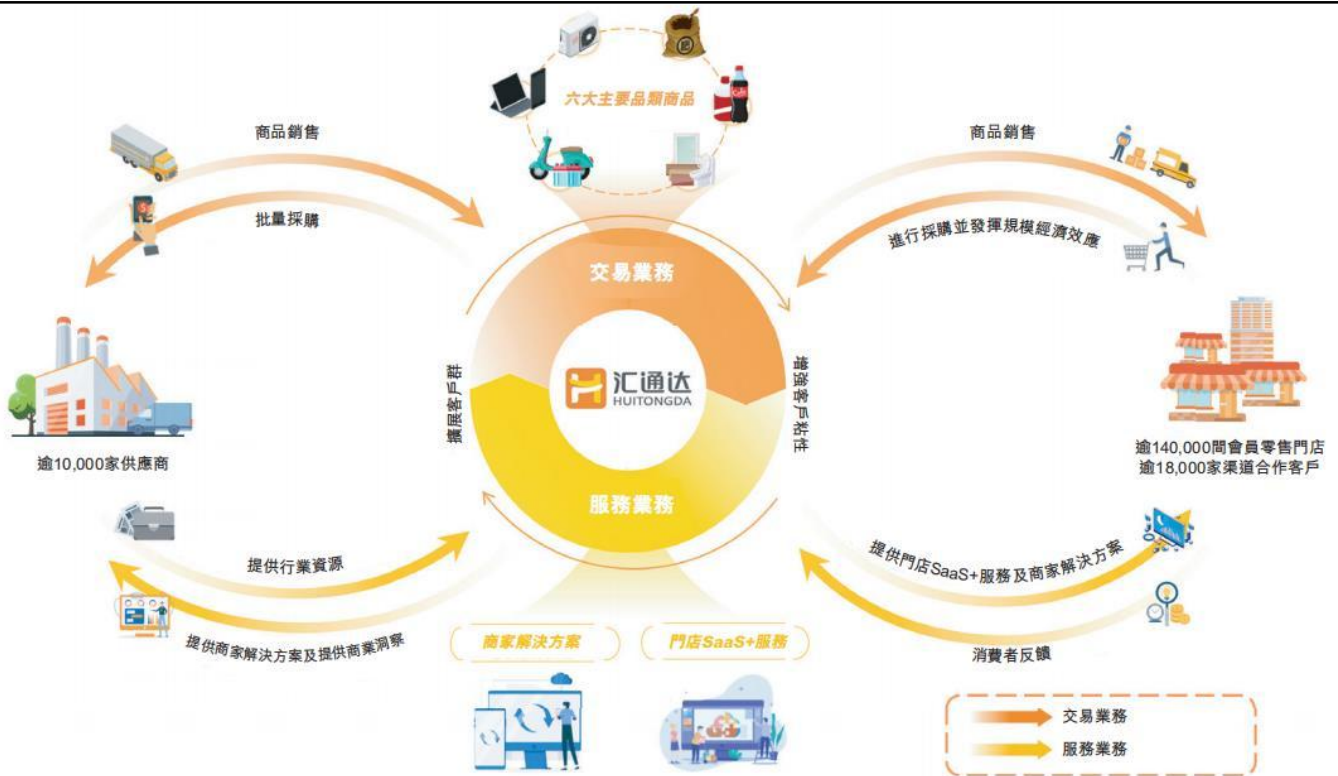 六大主要品類商品
商品銷售
批量採購
商品銷售
進行採購並發揮規模經濟效應
交易業務
汇通达
HUITONGDA
擴展客戶群
增強客戶粘性
逾10,000家供應商
逾140,000間會員零售門店
逾18,000家渠道合作客戶
服務業務
提供行業資源
提供商家解決方案及提供商業洞察
提供門店SaaS+服務及商家解決方案
消費者反饋
商家解決方案
門店SaaS+服務
交易業務
服務業務